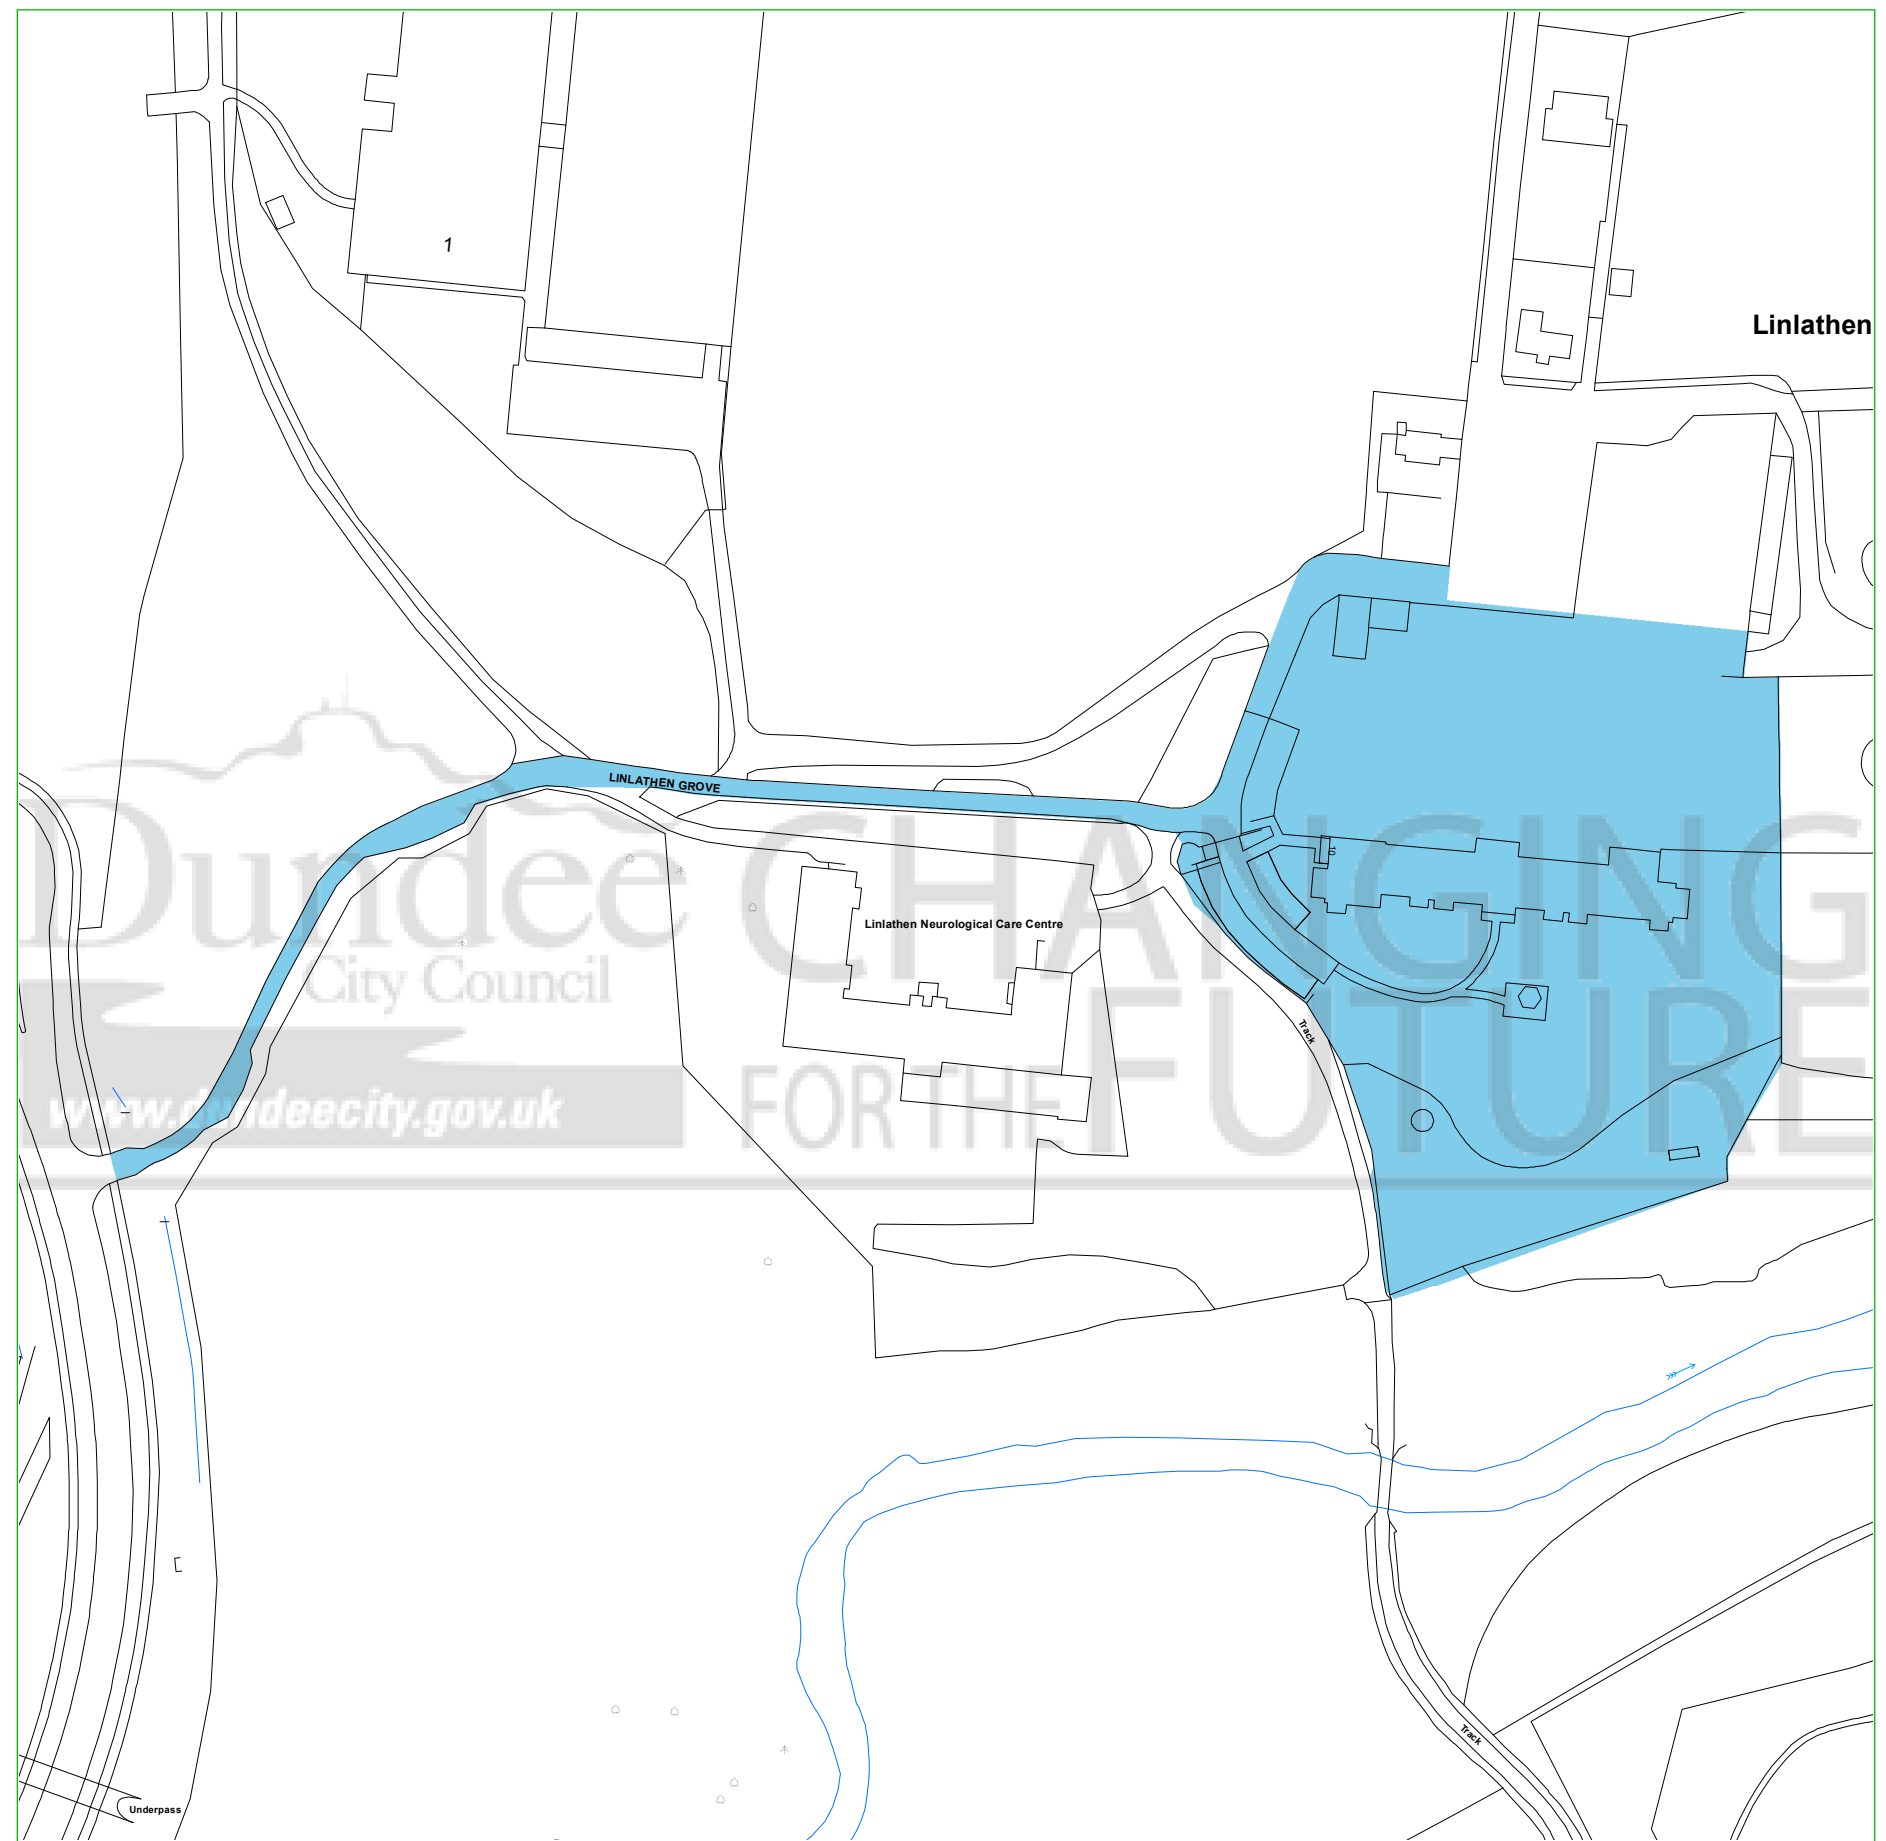 1
Linlathen
LINLATHEN GROVE
10
Dundee
City Council
www.dundeecity.gov.uk
CHANGING
FOR THE FUTURE
Linlathen Neurological Care Centre
Track
Track
Underpass